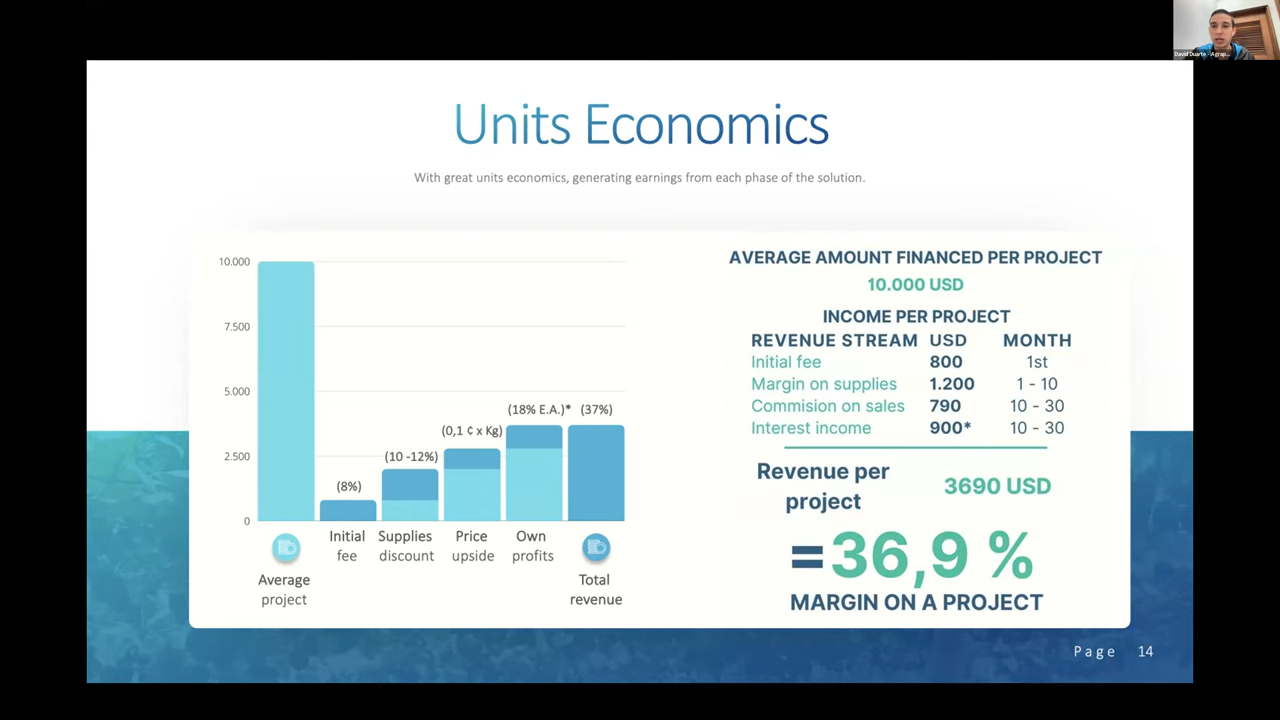 David Duarte - Agrap...
Units Economics
With great units economics, generating earnings from each phase of the solution.
10.000
7.500
5.000
2.500
0
(8%)
(10 -12%)
(0,1 ¢ x Kg)
(18% E.A.)*
(37%)
Average
project
Initial
fee
Supplies
discount
Price
upside
Own
profits
Total
revenue
AVERAGE AMOUNT FINANCED PER PROJECT
10.000 USD
INCOME PER PROJECT
REVENUE STREAM USD MONTH
Initial fee 800 1st
Margin on supplies 1.200 1 - 10
Commision on sales 790 10 - 30
Interest income 900* 10 - 30
Revenue per
project
3690 USD
=36,9 %
MARGIN ON A PROJECT
Page 14